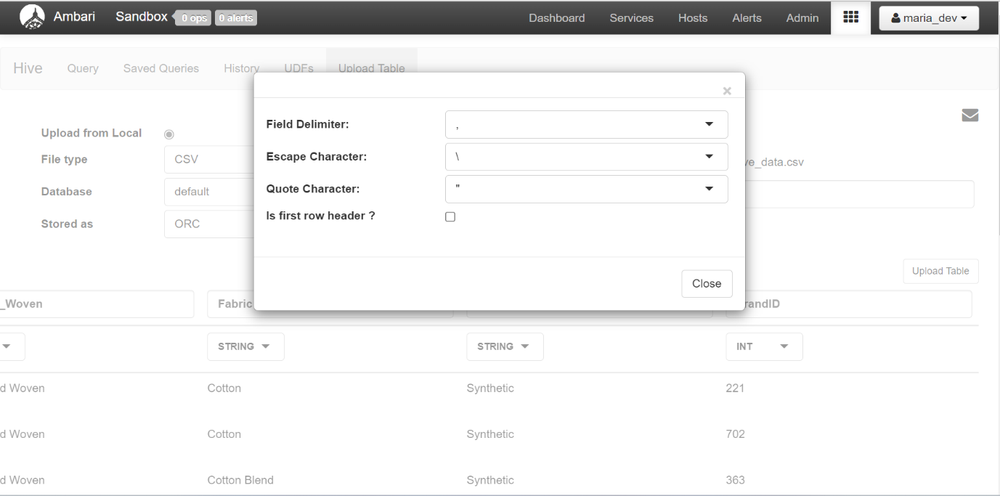 Ambari Sandbox 0 ops 0 alerts Dashboard Services Hosts Alerts Admin maria_dev
Hive Query Saved Queries History UDFs Upload Table
×
Field Delimiter: ,
Upload from Local
Escape Character: \
File type CSV ve_data.csv
Quote Character: "
Database default
Is first row header ?
Stored as ORC
Upload Table
Close
_Woven Fabric randID
STRING STRING INT
d Woven Cotton Synthetic 221
d Woven Cotton Synthetic 702
d Woven Cotton Blend Synthetic 363